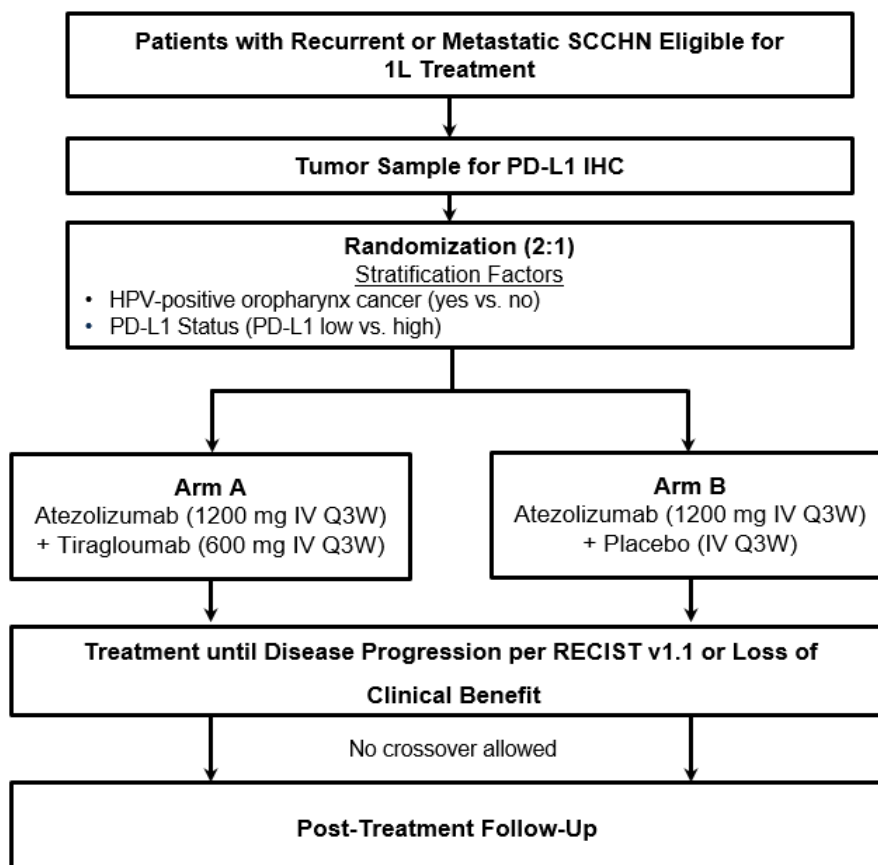 Patients with Recurrent or Metastatic SCCHN Eligible for
1L Treatment
Tumor Sample for PD-L1 IHC
Randomization (2:1)
Stratification Factors
• HPV-positive oropharynx cancer (yes vs. no)
• PD-L1 Status (PD-L1 low vs. high)
Arm A
Atezolizumab (1200 mg IV Q3W)
+ Tiragloumab (600 mg IV Q3W)
Arm B
Atezolizumab (1200 mg IV Q3W)
+ Placebo (IV Q3W)
Treatment until Disease Progression per RECIST v1.1 or Loss of
Clinical Benefit
No crossover allowed
Post-Treatment Follow-Up